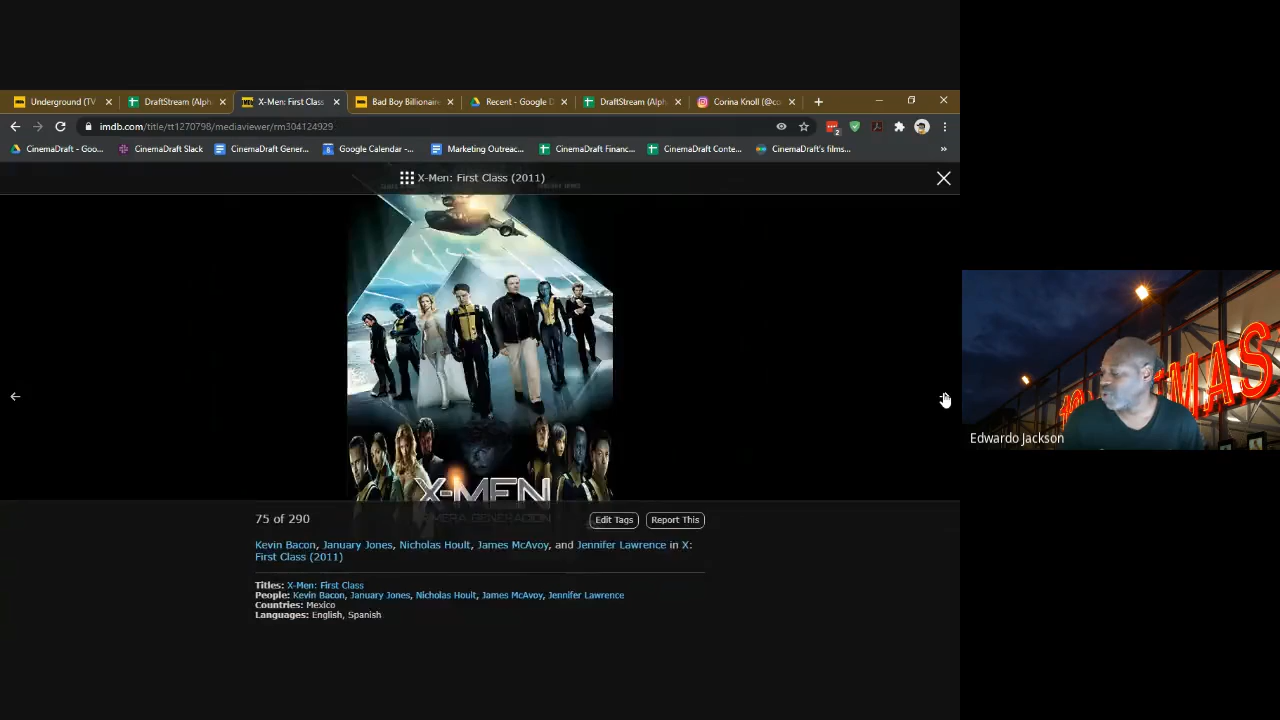 Underground (TV
DraftStream (Alph
X-Men: First Class
Bad Boy Billionaire
Recent - Google D
DraftStream (Alph
Corina Knoll (@co
imdb.com/title/tt1270798/mediaviewer/rm304124929
2
CinemaDraft - Goo...
CinemaDraft Slack
CinemaDraft Gener...
Google Calendar -...
Marketing Outreac...
CinemaDraft Financ...
CinemaDraft Conte...
CinemaDraft's films...
»
X-Men: First Class (2011)
X-MEN
PRIMERA GENERACION
75 of 290
Edit Tags
Report This
Kevin Bacon, January Jones, Nicholas Hoult, James McAvoy, and Jennifer Lawrence in X:
First Class (2011)
Titles: X-Men: First Class
People: Kevin Bacon, January Jones, Nicholas Hoult, James McAvoy, Jennifer Lawrence
Countries: Mexico
Languages: English, Spanish
Edwardo Jackson